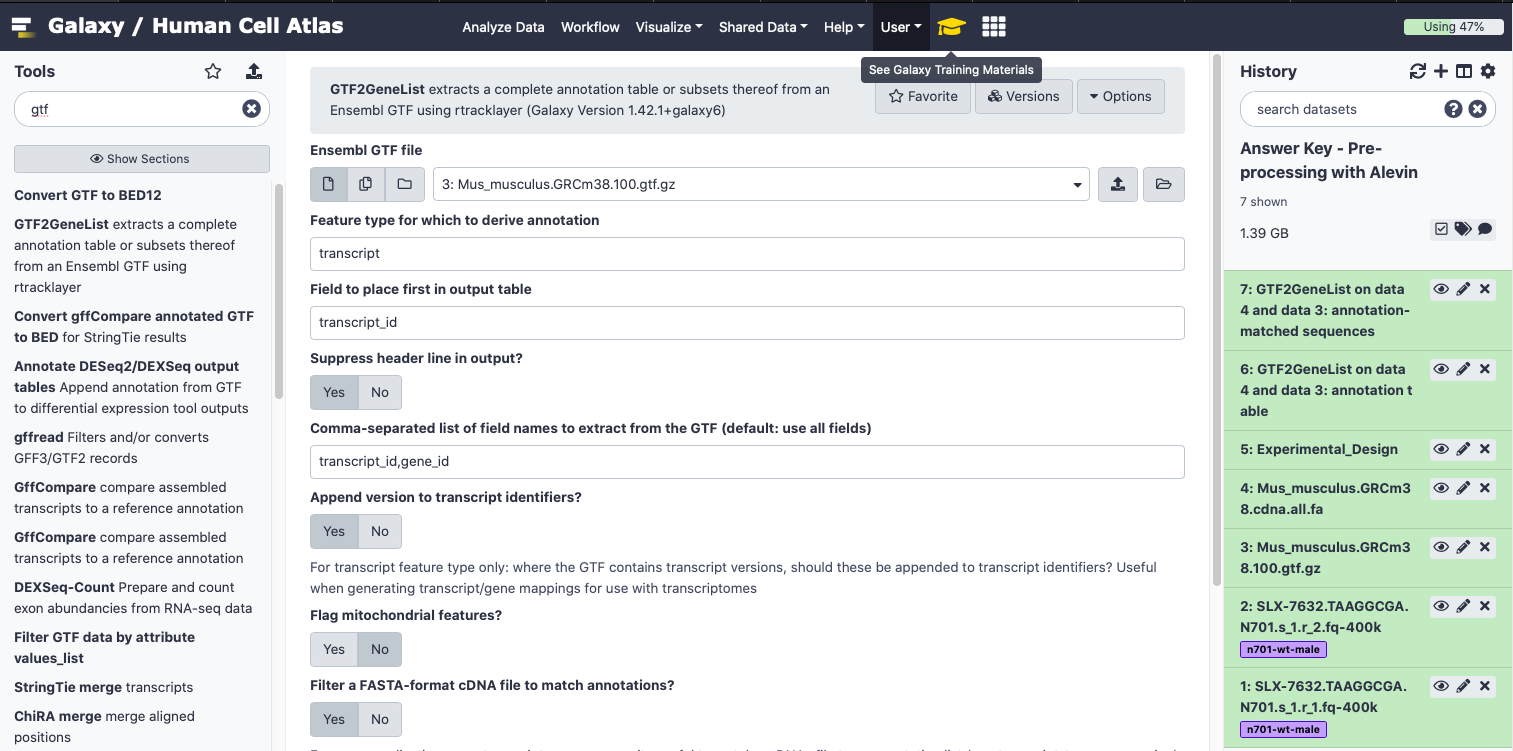 Galaxy / Human Cell Atlas
Analyze Data Workflow Visualize Shared Data Help User
Using 47%
See Galaxy Training Materials
Tools
gtf
Show Sections
Convert GTF to BED12
GTF2GeneList extracts a complete
annotation table or subsets thereof
from an Ensembl GTF using
rtracklayer
Convert gffCompare annotated GTF
to BED for StringTie results
Annotate DESeq2/DEXSeq output
tables Append annotation from GTF
to differential expression tool outputs
gffread Filters and/or converts
GFF3/GTF2 records
GffCompare compare assembled
transcripts to a reference annotation
GffCompare compare assembled
transcripts to a reference annotation
DEXSeq-Count Prepare and count
exon abundancies from RNA-seq data
Filter GTF data by attribute
values_list
StringTie merge transcripts
ChiRA merge merge aligned
positions
GTF2GeneList extracts a complete annotation table or subsets thereof from an
Ensembl GTF using rtracklayer (Galaxy Version 1.42.1+galaxy6)
Favorite
Versions
Options
Ensembl GTF file
3: Mus_musculus.GRCm38.100.gtf.gz
Feature type for which to derive annotation
transcript
Field to place first in output table
transcript_id
Suppress header line in output?
Yes No
Comma-separated list of field names to extract from the GTF (default: use all fields)
transcript_id,gene_id
Append version to transcript identifiers?
Yes No
For transcript feature type only: where the GTF contains transcript versions, should these be appended to transcript identifiers? Useful
when generating transcript/gene mappings for use with transcriptomes
Flag mitochondrial features?
Yes No
Filter a FASTA-format cDNA file to match annotations?
Yes No
History
search datasets
Answer Key - Pre-
processing with Alevin
7 shown
1.39 GB
7: GTF2GeneList on data
4 and data 3: annotation-
matched sequences
6: GTF2GeneList on data
4 and data 3: annotation t
able
5: Experimental_Design
4: Mus_musculus.GRCm3
8.cdna.all.fa
3: Mus_musculus.GRCm3
8.100.gtf.gz
2: SLX-7632.TAAGGCGA.
N701.s_1.r_2.fq-400k
n701-wt-male
1: SLX-7632.TAAGGCGA.
N701.s_1.r_1.fq-400k
n701-wt-male